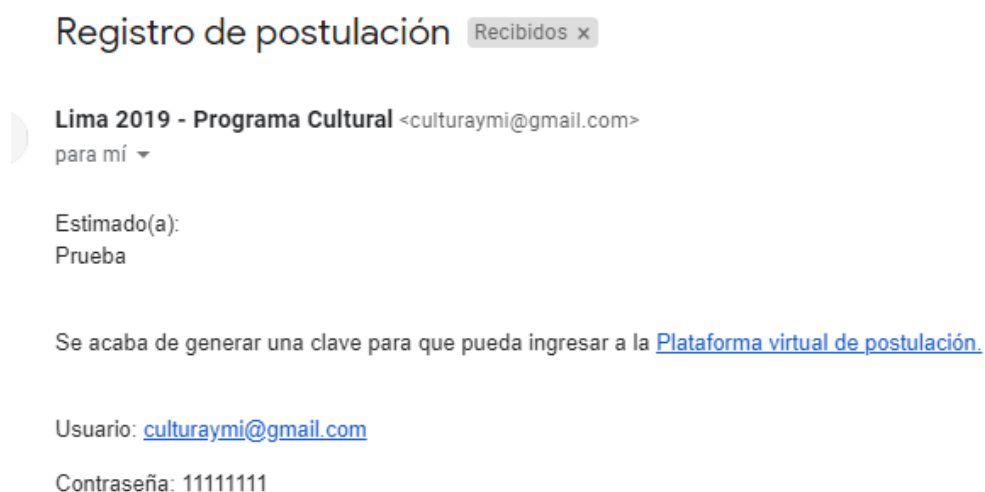 Registro de postulación Recibidos x
Lima 2019 - Programa Cultural <culturaymi@gmail.com>
para mí
Estimado(a):
Prueba
Se acaba de generar una clave para que pueda ingresar a la Plataforma virtual de postulación.
Usuario: culturaymi@gmail.com
Contraseña: 11111111